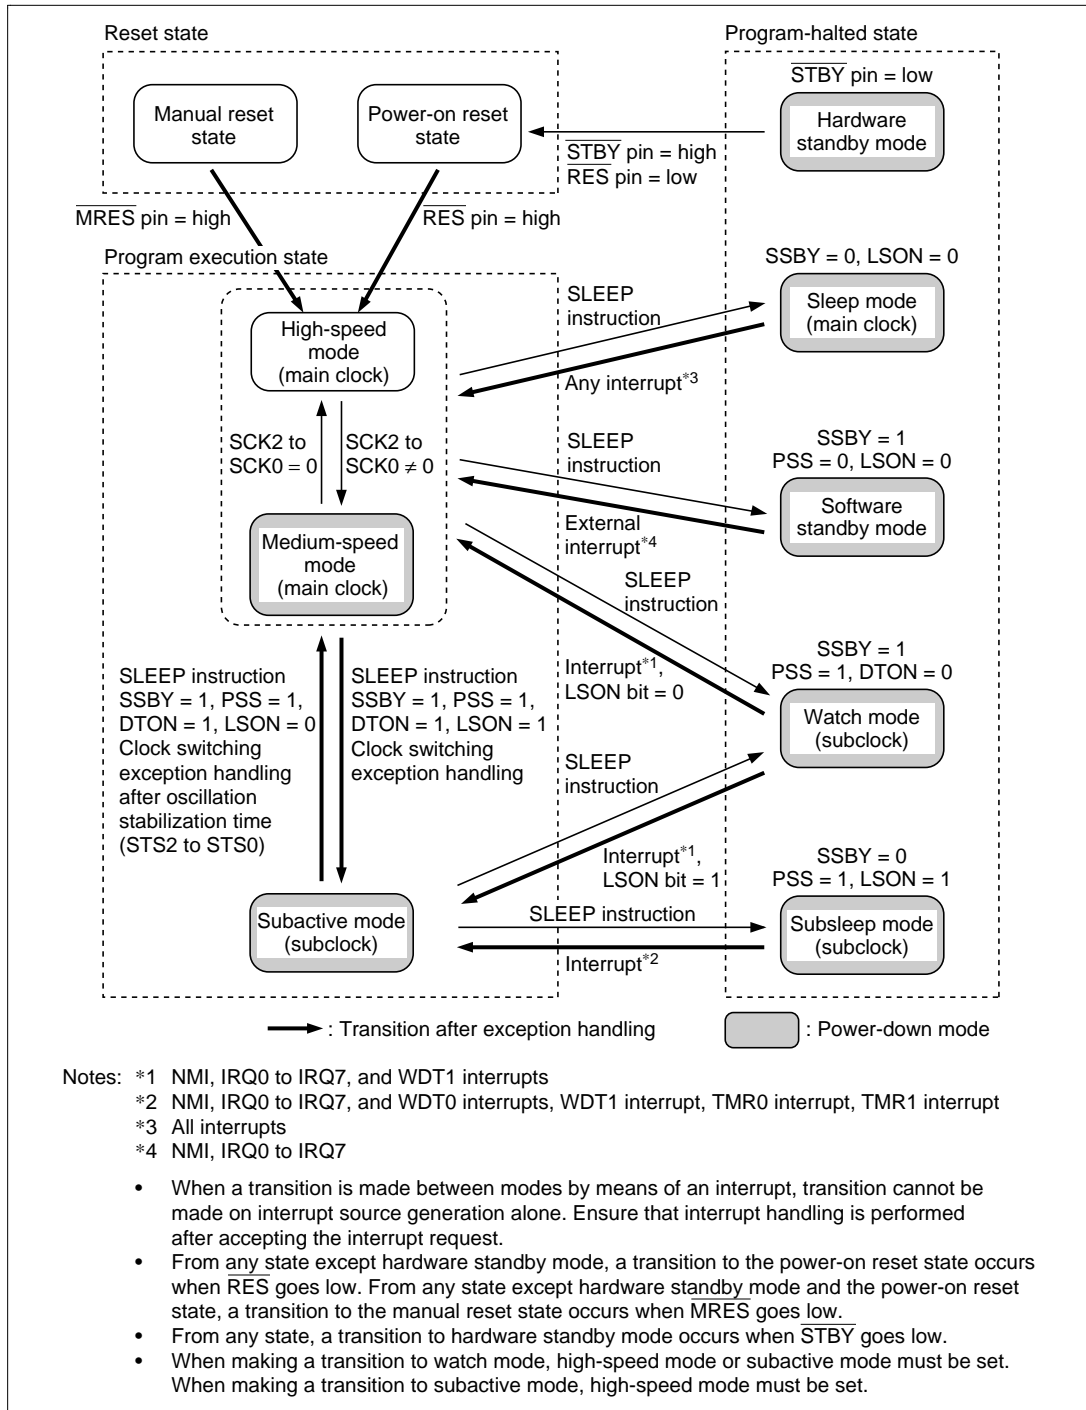 Reset state
Program-halted state
STBY pin = low
Manual reset
state
Power-on reset
state
Hardware
standby mode
STBY pin = high
RES pin = low
MRES pin = high
RES pin = high
Program execution state
SSBY = 0, LSON = 0
High-speed
mode
(main clock)
SLEEP
instruction
Sleep mode
(main clock)
Any interrupt*3
SCK2 to
SCK0 = 0
SCK2 to
SCK0 ≠ 0
SLEEP
instruction
SSBY = 1
PSS = 0, LSON = 0
Software
standby mode
External
interrupt*4
Medium-speed
mode
(main clock)
SLEEP
instruction
SSBY = 1
PSS = 1, DTON = 0
Interrupt*1,
LSON bit = 0
Watch mode
(subclock)
SLEEP instruction
SSBY = 1, PSS = 1,
DTON = 1, LSON = 0
Clock switching
exception handling
after oscillation
stabilization time
(STS2 to STS0)
SLEEP instruction
SSBY = 1, PSS = 1,
DTON = 1, LSON = 1
Clock switching
exception handling
SLEEP
instruction
Interrupt*1,
LSON bit = 1
SSBY = 0
PSS = 1, LSON = 1
Subactive mode
(subclock)
SLEEP instruction
Subsleep mode
(subclock)
Interrupt*2
: Transition after exception handling
: Power-down mode
Notes: *1 NMI, IRQ0 to IRQ7, and WDT1 interrupts
*2 NMI, IRQ0 to IRQ7, and WDT0 interrupts, WDT1 interrupt, TMR0 interrupt, TMR1 interrupt
*3 All interrupts
*4 NMI, IRQ0 to IRQ7
• When a transition is made between modes by means of an interrupt, transition cannot be
made on interrupt source generation alone. Ensure that interrupt handling is performed
after accepting the interrupt request.
• From any state except hardware standby mode, a transition to the power-on reset state occurs
when RES goes low. From any state except hardware standby mode and the power-on reset
state, a transition to the manual reset state occurs when MRES goes low.
• From any state, a transition to hardware standby mode occurs when STBY goes low.
• When making a transition to watch mode, high-speed mode or subactive mode must be set.
When making a transition to subactive mode, high-speed mode must be set.